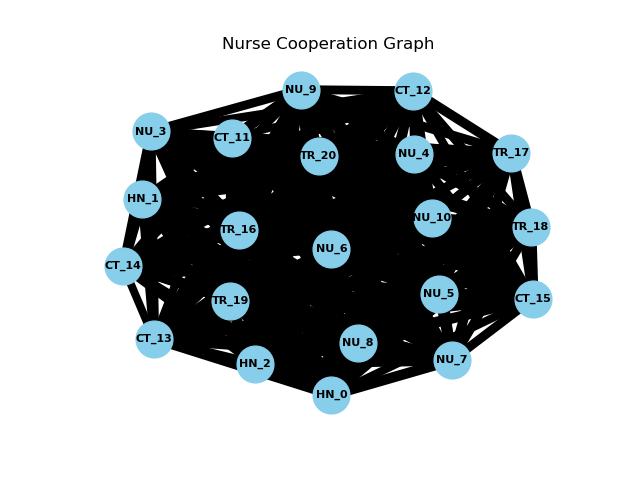 Nurse Cooperation Graph
NU_9
CT_12
NU_3
CT_11
TR_20
NU_4
TR_17
HN_1
TR_16
NU_10
TR_18
NU_6
CT_14
TR_19
NU_5
CT_15
CT_13
NU_8
HN_2
NU_7
HN_0